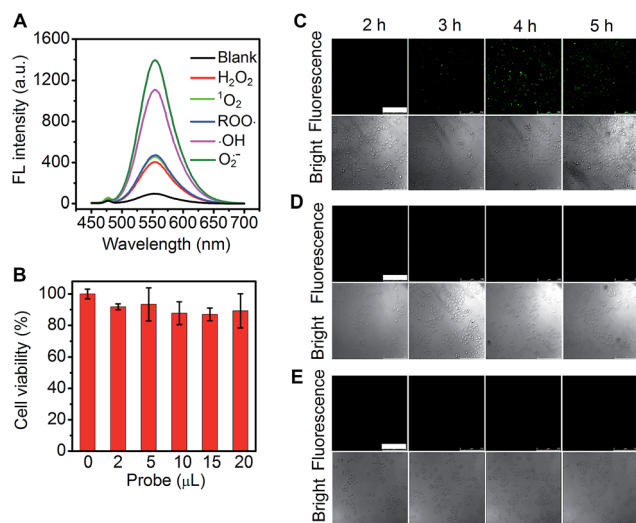 A
FL intensity (a.u.)
1600
1200
800
400
0
Blank
H₂O₂
¹O₂
ROO·
·OH
O₂⁻
450 500 550 600 650 700
Wavelength (nm)
B
Cell viability (%)
100
80
60
40
20
0
0 2 5 10 15 20
Probe (μL)
C
2 h 3 h 4 h 5 h
Fluorescence
Bright
D
Fluorescence
Bright
E
Fluorescence
Bright